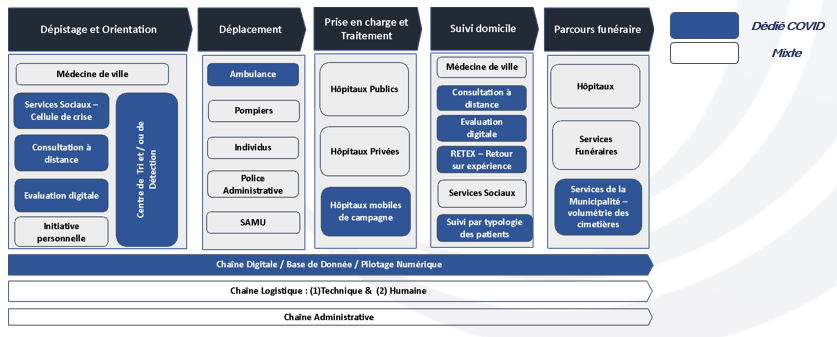 Dépistage et Orientation
Déplacement
Prise en charge et
Traitement
Suivi domicile
Parcours funéraire
Dédié COVID
Mixte
Médecine de ville
Services Sociaux –
Cellule de crise
Consultation à
distance
Evaluation digitale
Initiative
personnelle
Centre de Tri et / ou de
Détection
Ambulance
Pompiers
Individus
Police
Administrative
SAMU
Hôpitaux Publics
Hôpitaux Privées
Hôpitaux mobiles
de campagne
Médecine de ville
Consultation à
distance
Evaluation
digitale
RETEX – Retour
sur expérience
Services Sociaux
Suivi par typologie
des patients
Hôpitaux
Services
Funéraires
Services de la
Municipalité –
volumétrie des
cimetières
Chaîne Digitale / Base de Donnée / Pilotage Numérique
Chaîne Logistique : (1)Technique & (2) Humaine
Chaîne Administrative